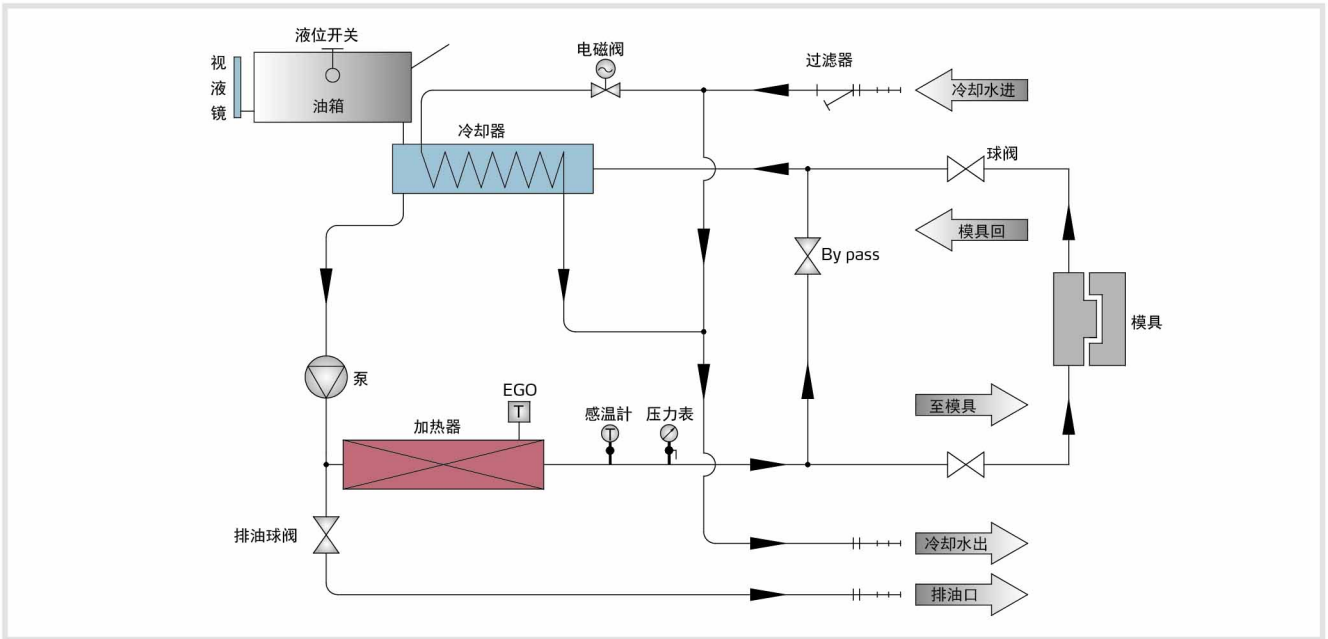 液位开关
视
液
镜
油箱
电磁阀
过滤器
冷却水进
冷却器
球阀
模具回
By pass
模具
泵
EGO
T
加热器
感温計
T
压力表
至模具
排油球阀
冷却水出
排油口